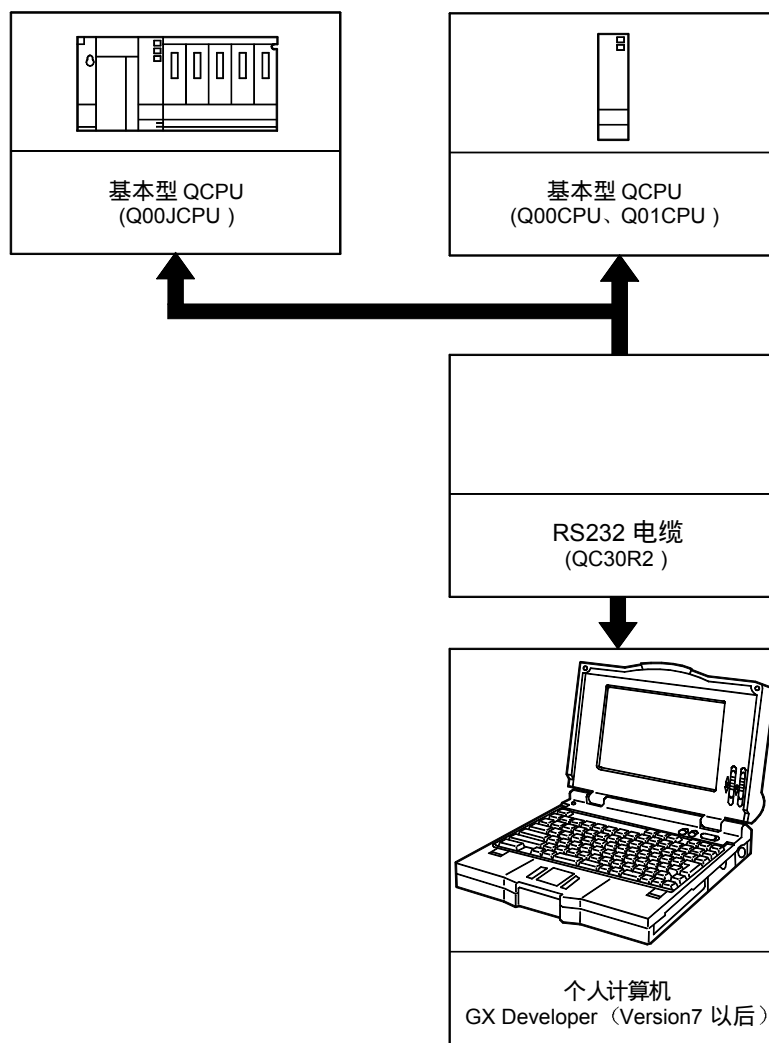 基本型 QCPU
(Q00JCPU )
基本型 QCPU
(Q00CPU、Q01CPU )
RS232 电缆
(QC30R2 )
个人计算机
GX Developer（Version7 以后）